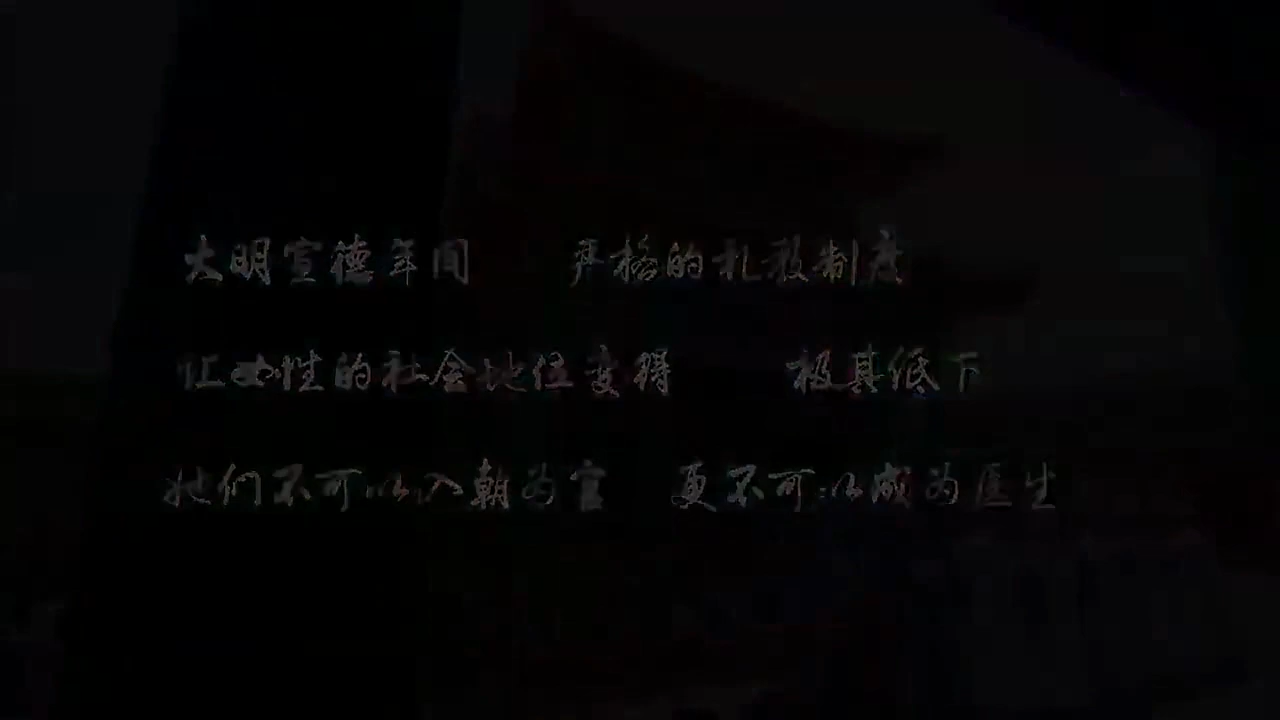 大明宣德年间 严格的礼教制度
让女性的社会地位变得 极其低下
她们不可以入朝为官 更不可以成为医生